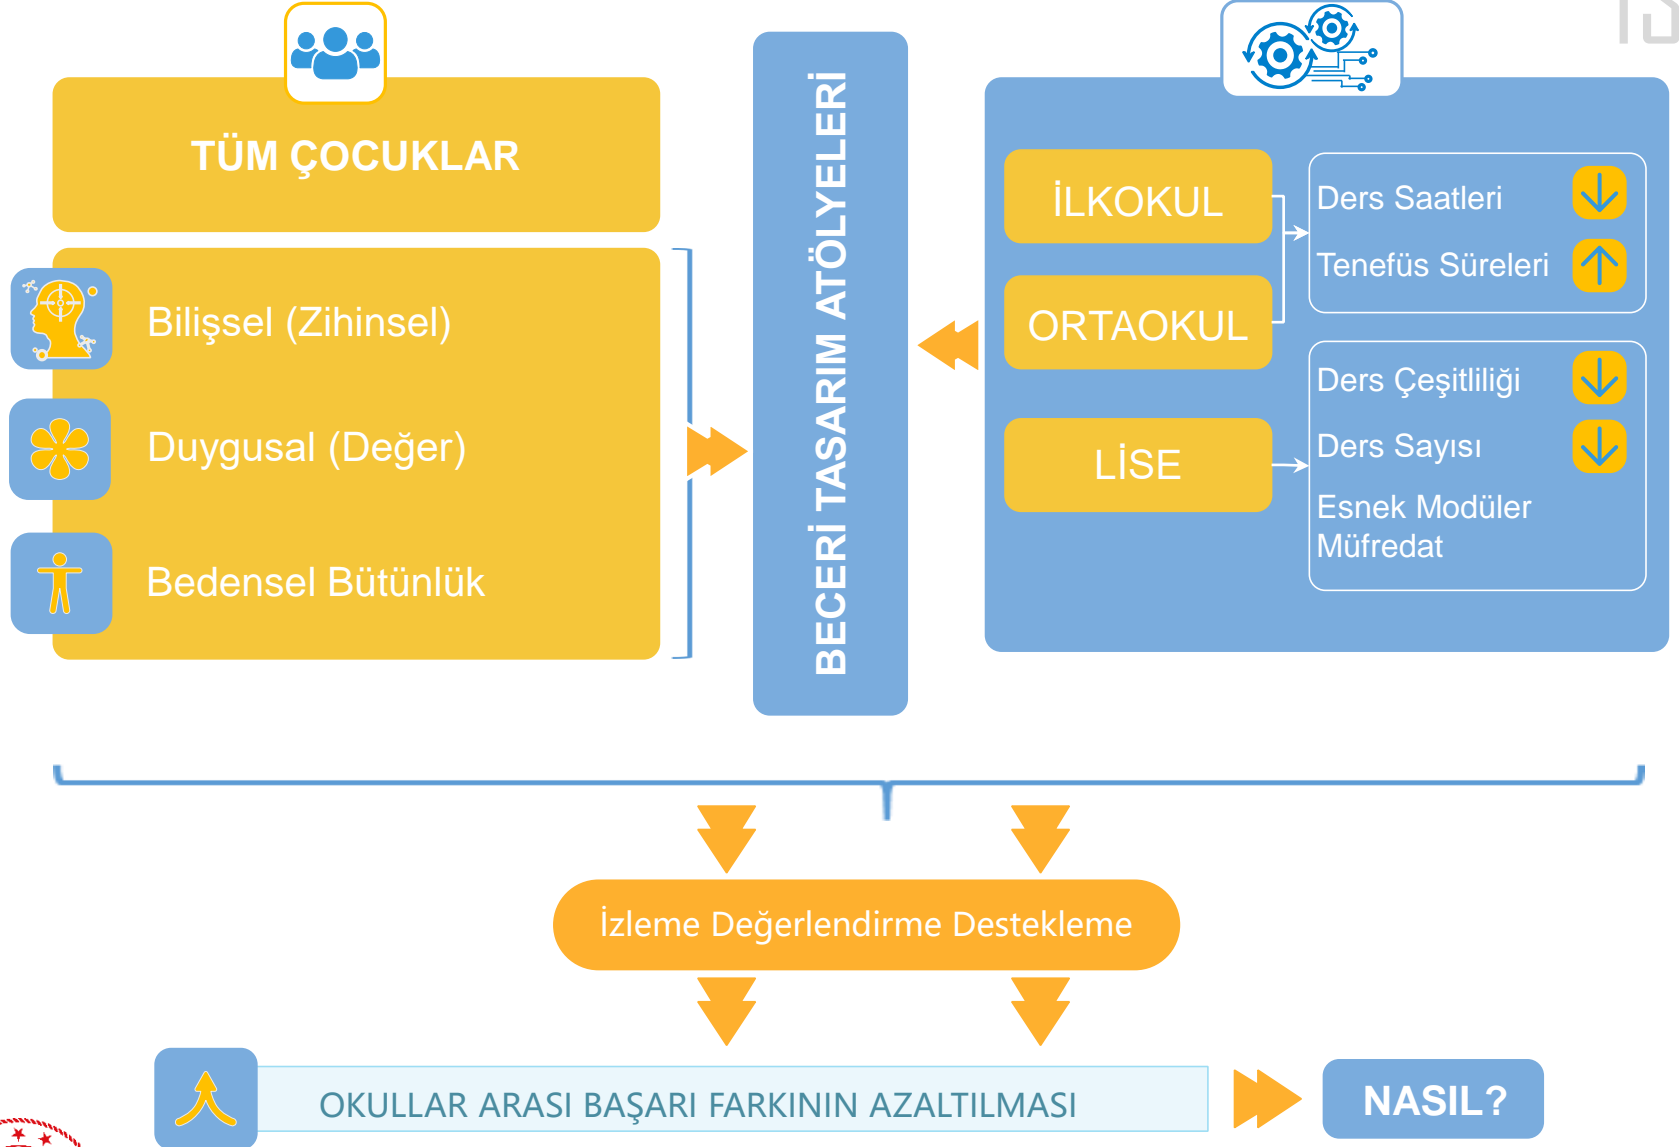 TÜM ÇOCUKLAR
Bilişsel (Zihinsel)
Duygusal (Değer)
Bedensel Bütünlük
BECERİ TASARIM ATÖLYELERİ
İLKOKUL
ORTAOKUL
LİSE
Ders Saatleri
Tenefüs Süreleri
Ders Çeşitliliği
Ders Sayısı
Esnek Modüler
Müfredat
İzleme Değerlendirme Destekleme
OKULLAR ARASI BAŞARI FARKININ AZALTILMASI
NASIL?